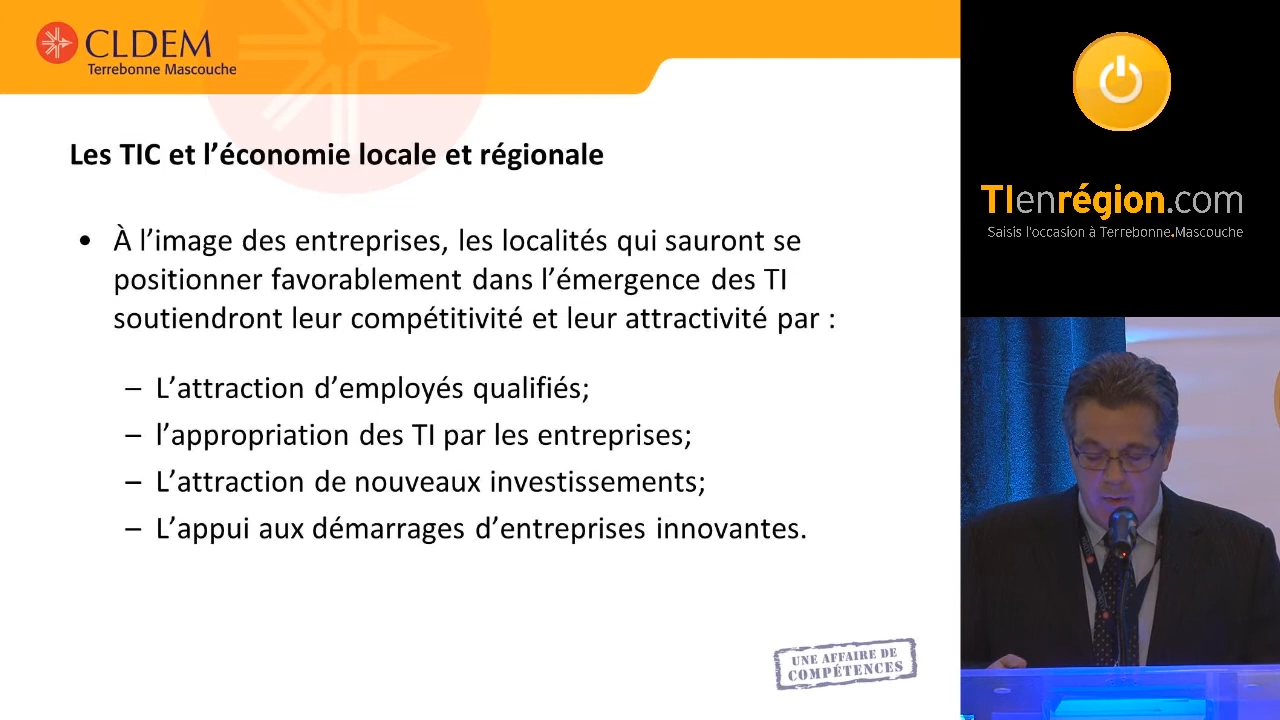 CLDEM
Terrebonne Mascouche
Les TIC et l’économie locale et régionale
• À l’image des entreprises, les localités qui sauront se
positionner favorablement dans l’émergence des TI
soutiendront leur compétitivité et leur attractivité par :
– L’attraction d’employés qualifiés;
– l’appropriation des TI par les entreprises;
– L’attraction de nouveaux investissements;
– L’appui aux démarrages d’entreprises innovantes.
UNE AFFAIRE DE
COMPÉTENCES
TIenrégion.com
Saisis l'occasion à Terrebonne.Mascouche